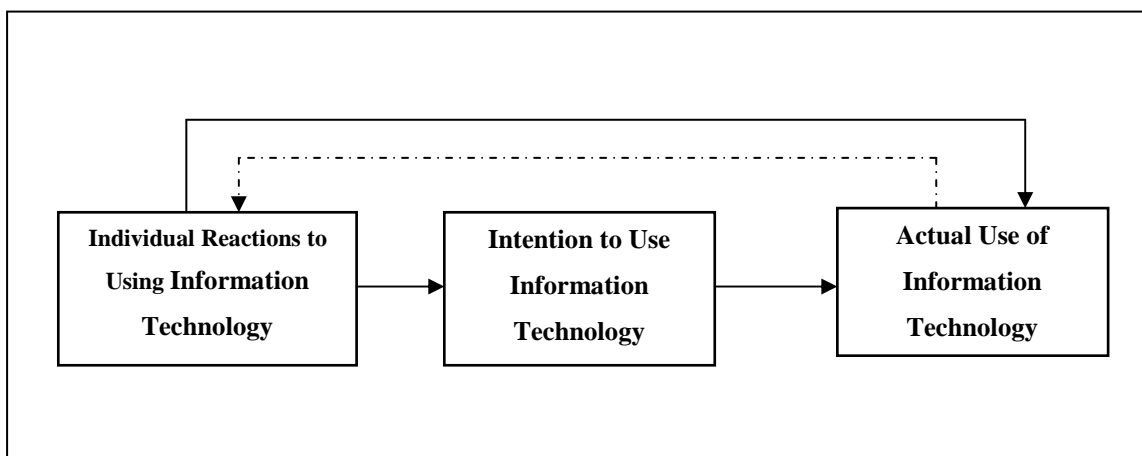 Individual Reactions to
Using Information
Technology
Intention to Use
Information
Technology
Actual Use of
Information
Technology